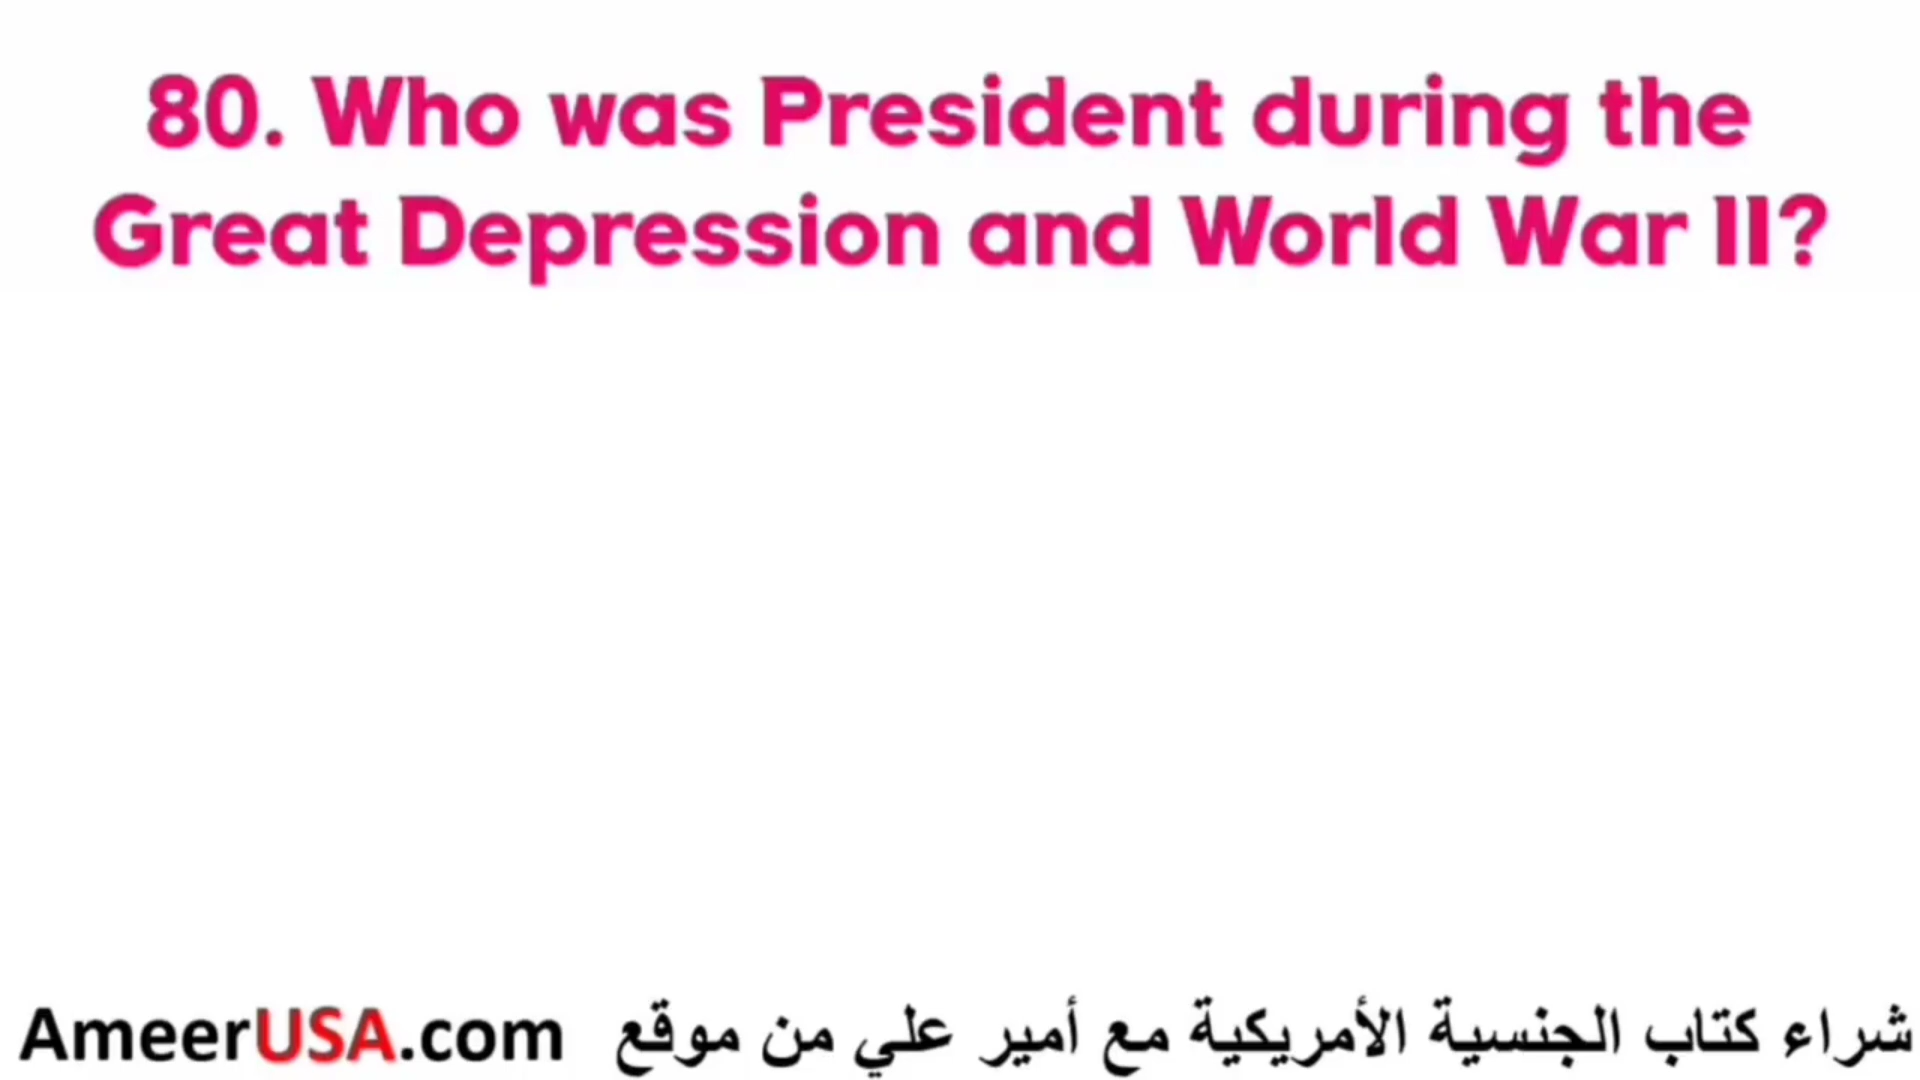 80. Who was President during the
Great Depression and World War II?
شراء كتاب الجنسية الأمريكية مع أمير علي من موقع AmeerUSA.com